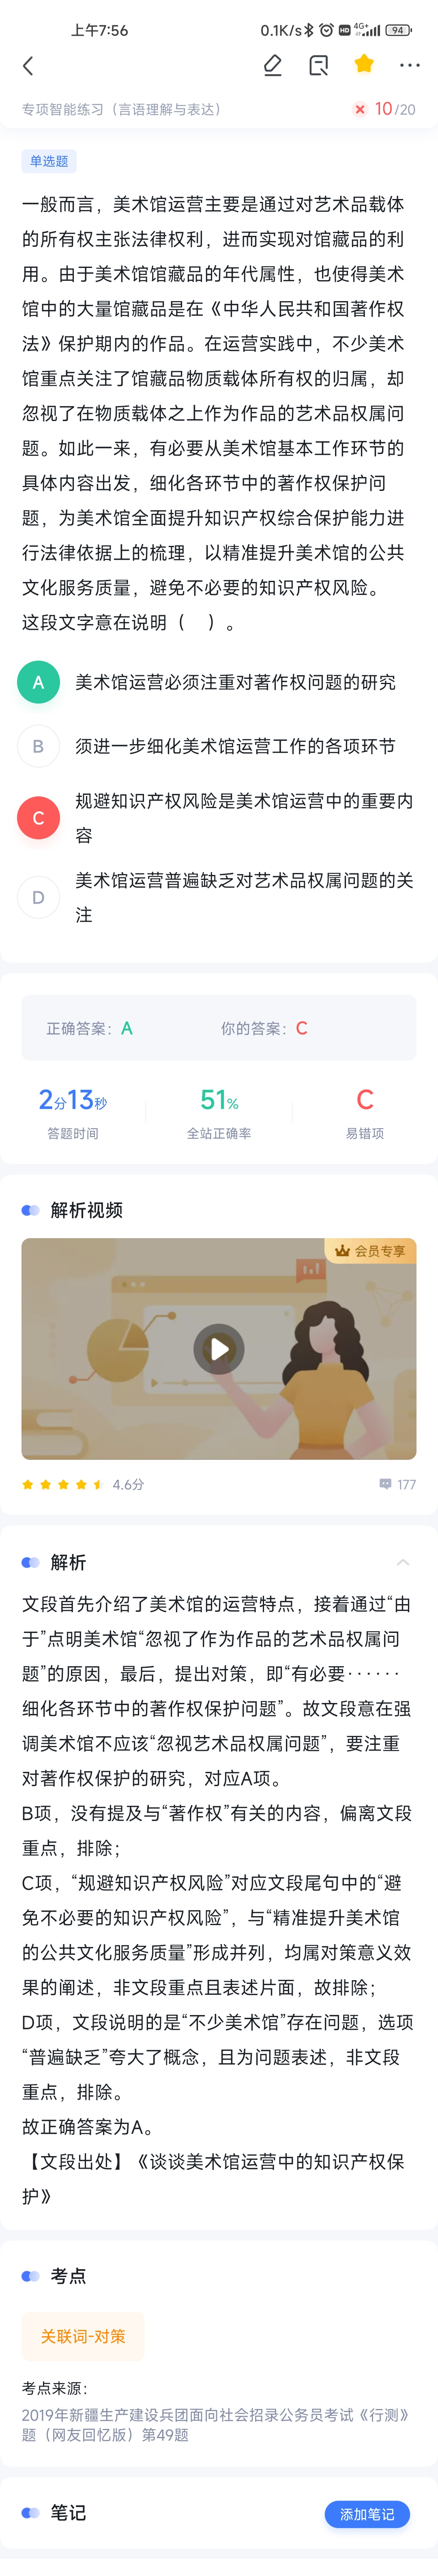 上午7:56
0.1K/s
HD
4G+
94
专项智能练习（言语理解与表达）
10/20
单选题
一般而言，美术馆运营主要是通过对艺术品载体
的所有权主张法律权利，进而实现对馆藏品的利
用。由于美术馆馆藏品的年代属性，也使得美术
馆中的大量馆藏品是在《中华人民共和国著作权
法》保护期内的作品。在运营实践中，不少美术
馆重点关注了馆藏品物质载体所有权的归属，却
忽视了在物质载体之上作为作品的艺术品权属问
题。如此一来，有必要从美术馆基本工作环节的
具体内容出发，细化各环节中的著作权保护问
题，为美术馆全面提升知识产权综合保护能力进
行法律依据上的梳理，以精准提升美术馆的公共
文化服务质量，避免不必要的知识产权风险。
这段文字意在说明（　）。
A 美术馆运营必须注重对著作权问题的研究
B 须进一步细化美术馆运营工作的各项环节
C 规避知识产权风险是美术馆运营中的重要内
容
D 美术馆运营普遍缺乏对艺术品权属问题的关
注
正确答案：A 你的答案：C
2分13秒 51% C
答题时间 全站正确率 易错项
解析视频
会员专享
4.6分 177
解析
文段首先介绍了美术馆的运营特点，接着通过“由
于”点明美术馆“忽视了作为作品的艺术品权属问
题”的原因，最后，提出对策，即“有必要······
细化各环节中的著作权保护问题”。故文段意在强
调美术馆不应该“忽视艺术品权属问题”，要注重
对著作权保护的研究，对应A项。
B项，没有提及与“著作权”有关的内容，偏离文段
重点，排除；
C项，“规避知识产权风险”对应文段尾句中的“避
免不必要的知识产权风险”，与“精准提升美术馆
的公共文化服务质量”形成并列，均属对策意义效
果的阐述，非文段重点且表述片面，故排除；
D项，文段说明的是“不少美术馆”存在问题，选项
“普遍缺乏”夸大了概念，且为问题表述，非文段
重点，排除。
故正确答案为A。
【文段出处】《谈谈美术馆运营中的知识产权保
护》
考点
关联词-对策
考点来源：
2019年新疆生产建设兵团面向社会招录公务员考试《行测》
题（网友回忆版）第49题
笔记
添加笔记